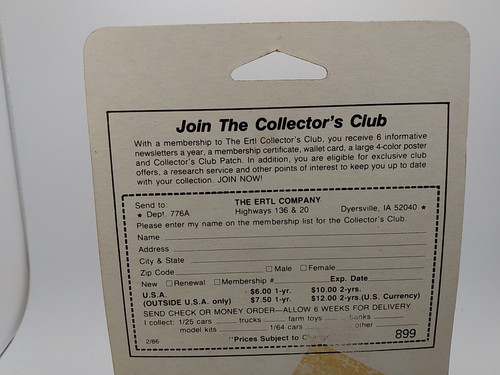 Join The Collector's Club
With a membership to The Ertl Collector's Club, you receive 6 informative
newsletters a year, a membership certificate, wallet card, a large 4-color poster
and Collector's Club Patch. In addition, you are eligible for exclusive club
offers, a research service and other points of interest to keep you up to date
with your collection. JOIN NOW!
Send to: THE ERTL COMPANY
★ Dept. 776A Highways 136 & 20 Dyersville, IA 52040 ★
Please enter my name on the membership list for the Collector's Club.
Name
Address
City & State
Zip Code □ Male □ Female
New □ Renewal □ Membership # Exp. Date
U.S.A. $6.00 1-yr. $10.00 2-yrs.
(OUTSIDE U.S.A. only) $7.50 1-yr. $12.00 2-yrs. (U.S. Currency)
SEND CHECK OR MONEY ORDER—ALLOW 6 WEEKS FOR DELIVERY
I collect: 1/25 cars trucks farm toys banks
model kits 1/64 cars other
2/86 "Prices Subject to 899